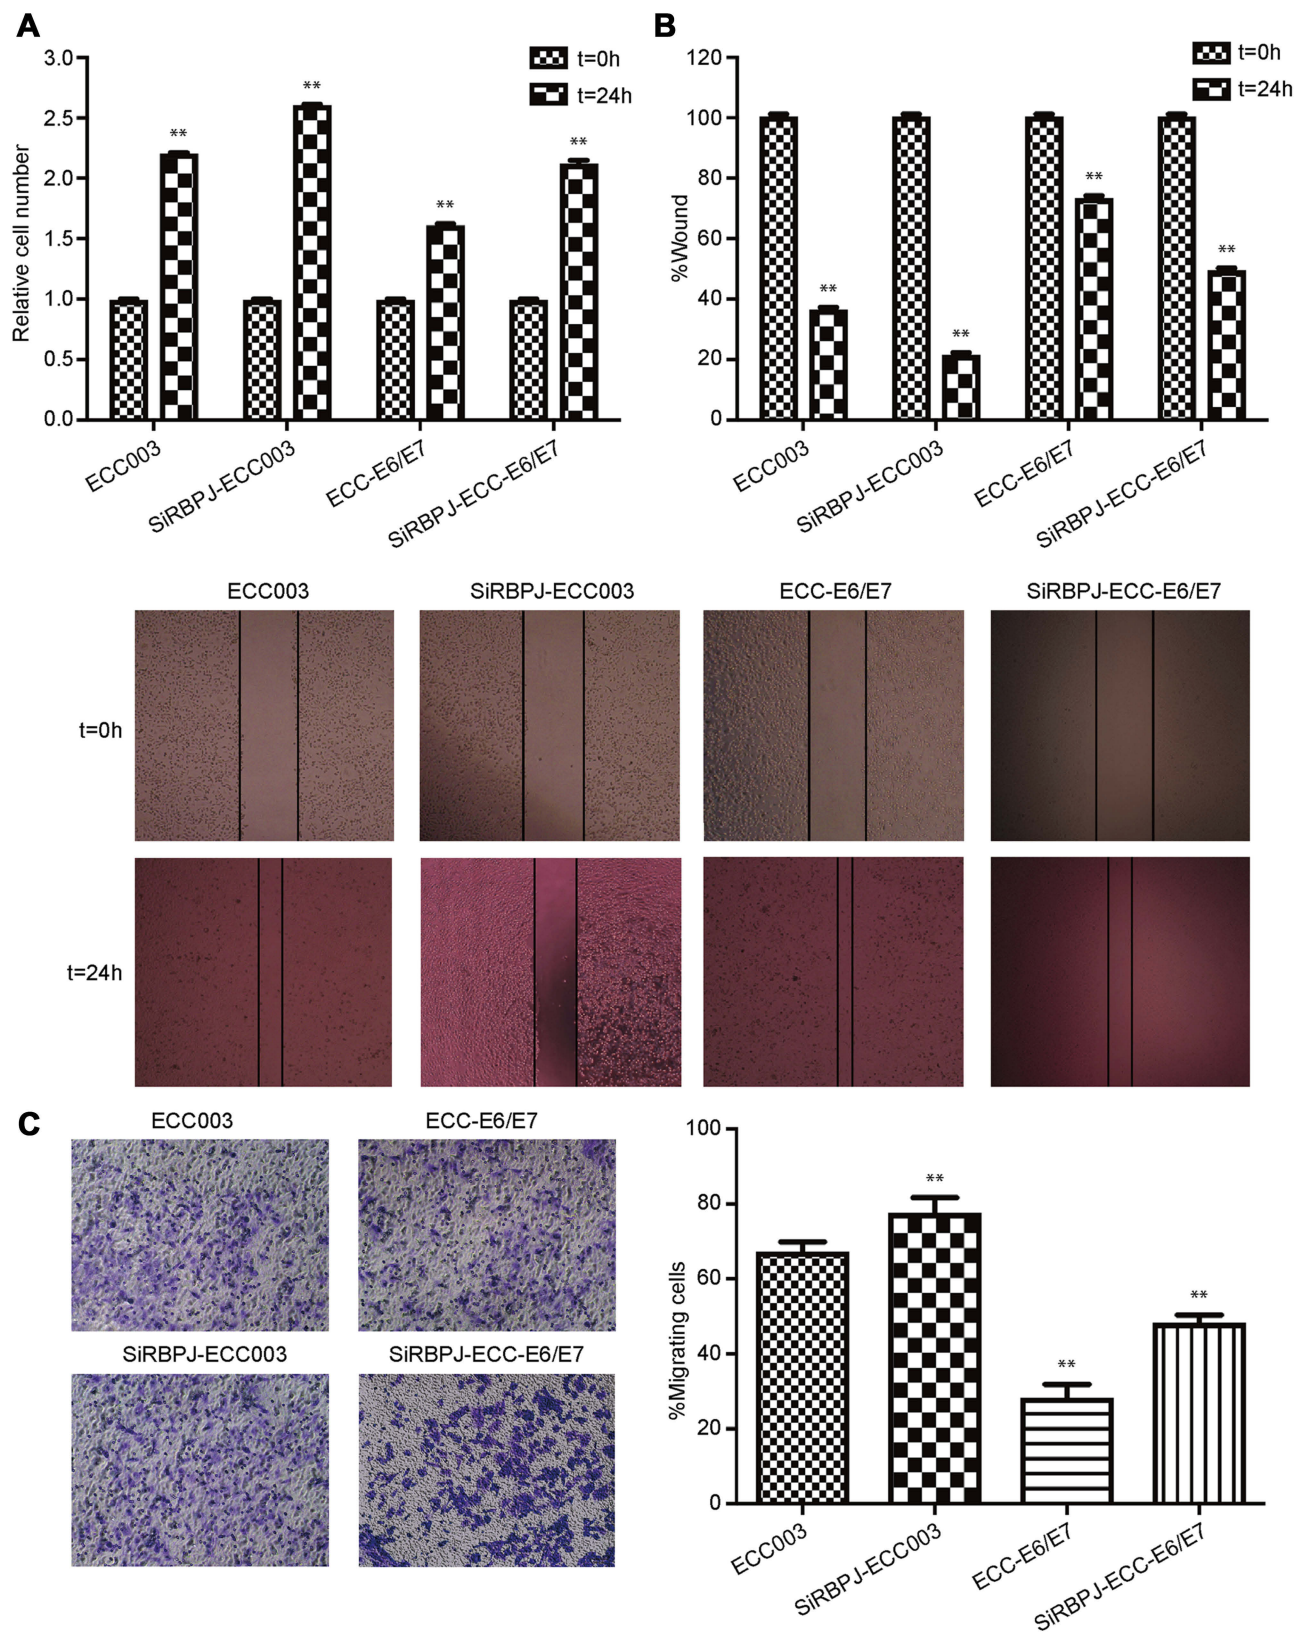 A
Relative cell number
3.0
2.5
2.0
1.5
1.0
0.5
0.0
t=0h
t=24h
**
**
**
**
ECC003
SiRBPJ-ECC003
ECC-E6/E7
SiRBPJ-ECC-E6/E7
B
%Wound
120
100
80
60
40
20
0
t=0h
t=24h
**
**
**
**
ECC003
SiRBPJ-ECC003
ECC-E6/E7
SiRBPJ-ECC-E6/E7
ECC003 SiRBPJ-ECC003 ECC-E6/E7 SiRBPJ-ECC-E6/E7
t=0h
t=24h
C
ECC003 ECC-E6/E7
SiRBPJ-ECC003 SiRBPJ-ECC-E6/E7
%Migrating cells
100
80
60
40
20
0
**
**
**
ECC003
SiRBPJ-ECC003
ECC-E6/E7
SiRBPJ-ECC-E6/E7